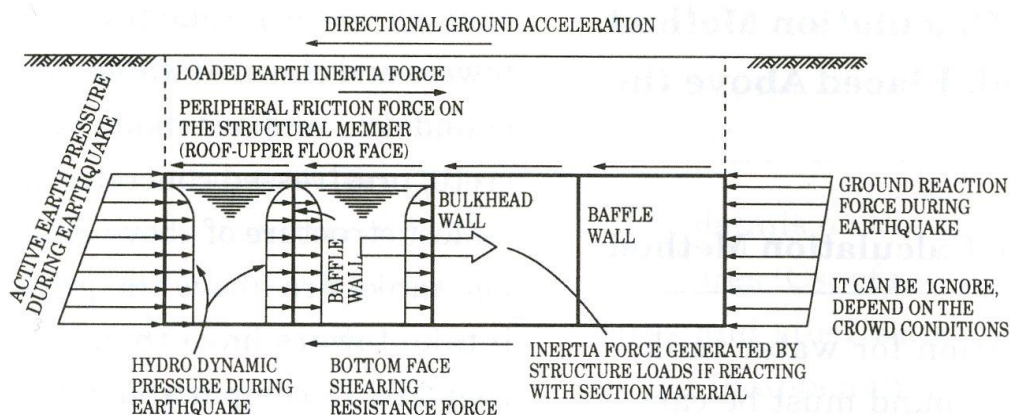 DIRECTIONAL GROUND ACCELERATION
LOADED EARTH INERTIA FORCE
PERIPHERAL FRICTION FORCE ON
THE STRUCTURAL MEMBER
(ROOF-UPPER FLOOR FACE)
ACTIVE EARTH PRESSURE
DURING EARTHQUAKE
BULKHEAD
WALL
BAFFLE
WALL
BAFFLE
WALL
GROUND REACTION
FORCE DURING
EARTHQUAKE
IT CAN BE IGNORE,
DEPEND ON THE
CROWD CONDITIONS
HYDRO DYNAMIC
PRESSURE DURING
EARTHQUAKE
BOTTOM FACE
SHEARING
RESISTANCE FORCE
INERTIA FORCE GENERATED BY
STRUCTURE LOADS IF REACTING
WITH SECTION MATERIAL